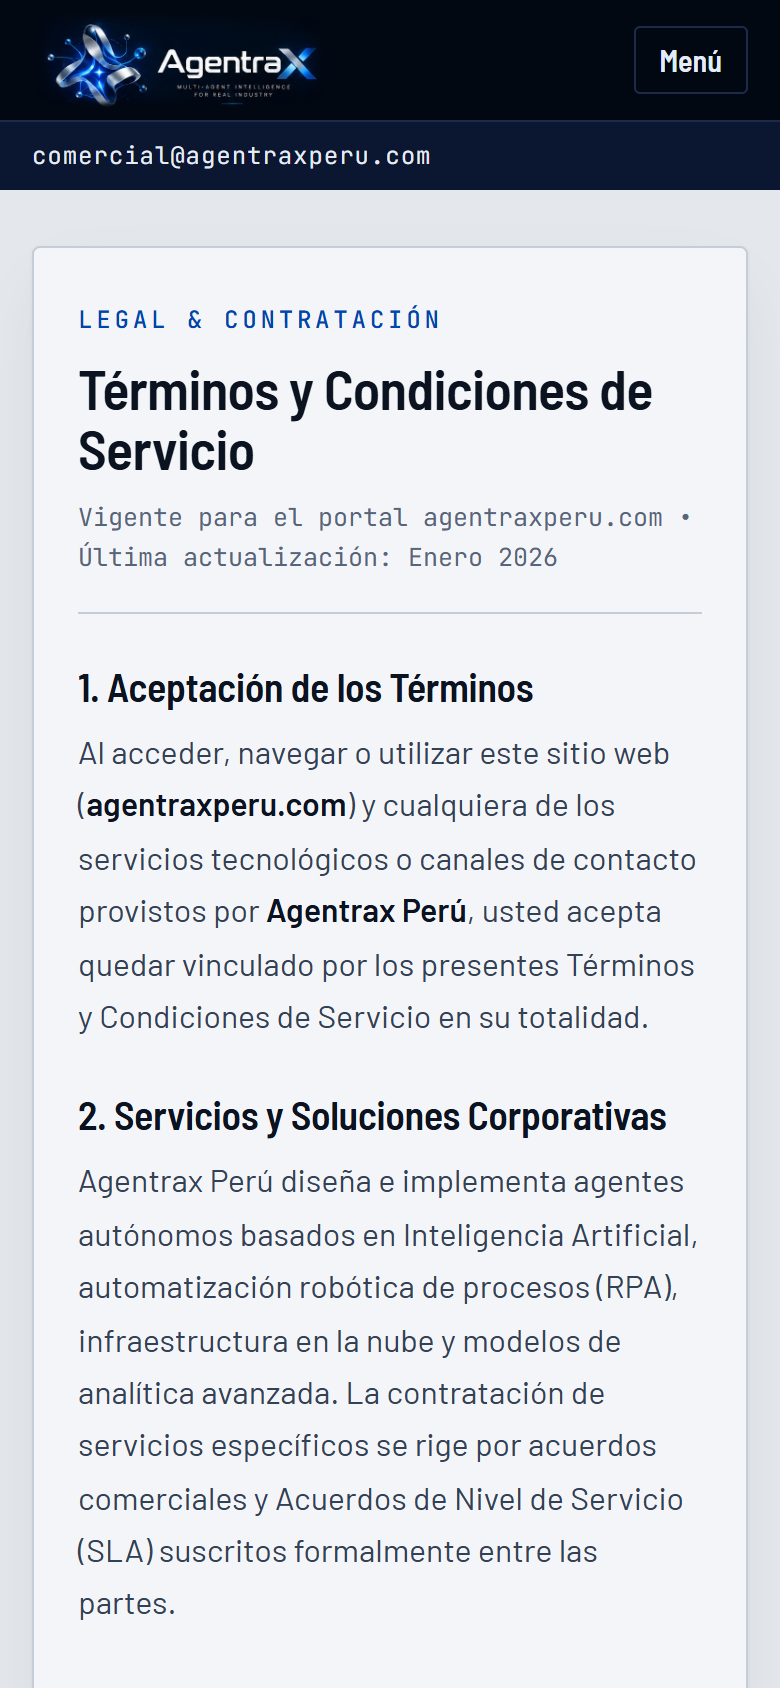 AgentraX
MULTI-AGENT INTELLIGENCE
FOR REAL INDUSTRY
Menú
comercial@agentraxperu.com
LEGAL & CONTRATACIÓN
Términos y Condiciones de
Servicio
Vigente para el portal agentraxperu.com •
Última actualización: Enero 2026
1. Aceptación de los Términos
Al acceder, navegar o utilizar este sitio web
(agentraxperu.com) y cualquiera de los
servicios tecnológicos o canales de contacto
provistos por Agentrax Perú, usted acepta
quedar vinculado por los presentes Términos
y Condiciones de Servicio en su totalidad.
2. Servicios y Soluciones Corporativas
Agentrax Perú diseña e implementa agentes
autónomos basados en Inteligencia Artificial,
automatización robótica de procesos (RPA),
infraestructura en la nube y modelos de
analítica avanzada. La contratación de
servicios específicos se rige por acuerdos
comerciales y Acuerdos de Nivel de Servicio
(SLA) suscritos formalmente entre las
partes.